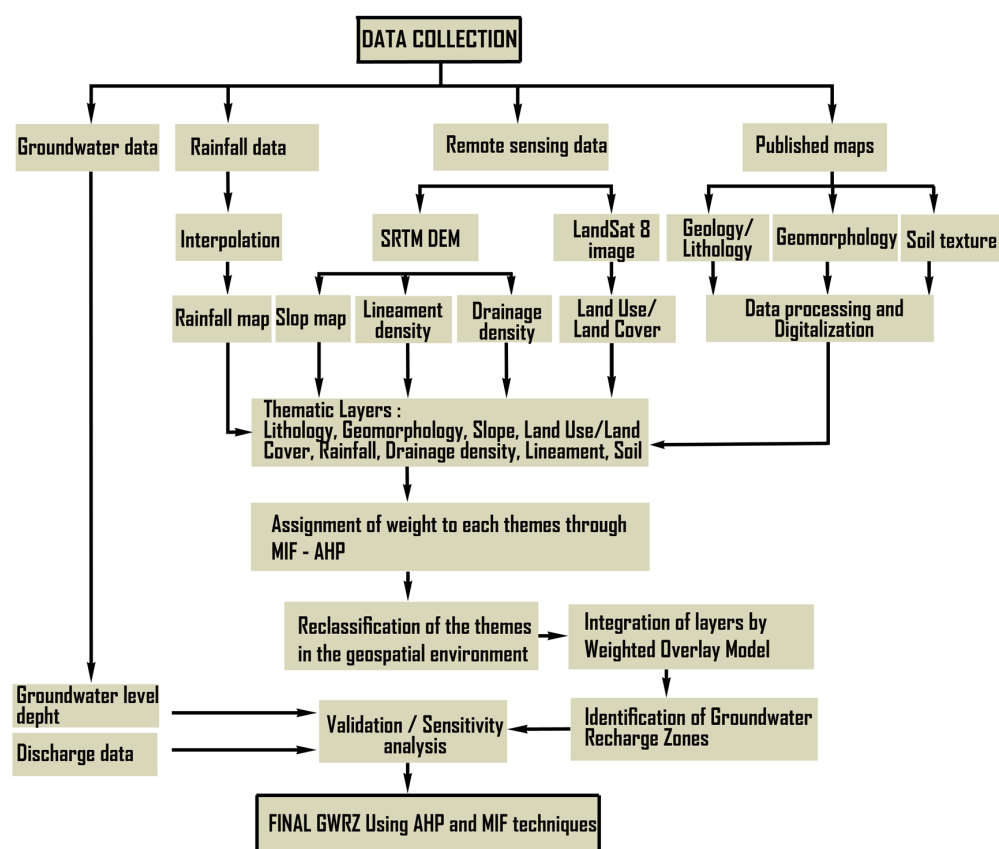 DATA COLLECTION
Groundwater data
Rainfall data
Remote sensing data
Published maps
Interpolation
SRTM DEM
LandSat 8
image
Geology/
Lithology
Geomorphology
Soil texture
Rainfall map
Slop map
Lineament
density
Drainage
density
Land Use/
Land Cover
Data processing and
Digitalization
Thematic Layers :
Lithology, Geomorphology, Slope, Land Use/Land
Cover, Rainfall, Drainage density, Lineament, Soil
Assignment of weight to each themes through
MIF - AHP
Reclassification of the themes
in the geospatial environment
Integration of layers by
Weighted Overlay Model
Groundwater level
depht
Discharge data
Validation / Sensitivity
analysis
Identification of Groundwater
Recharge Zones
FINAL GWRZ Using AHP and MIF techniques